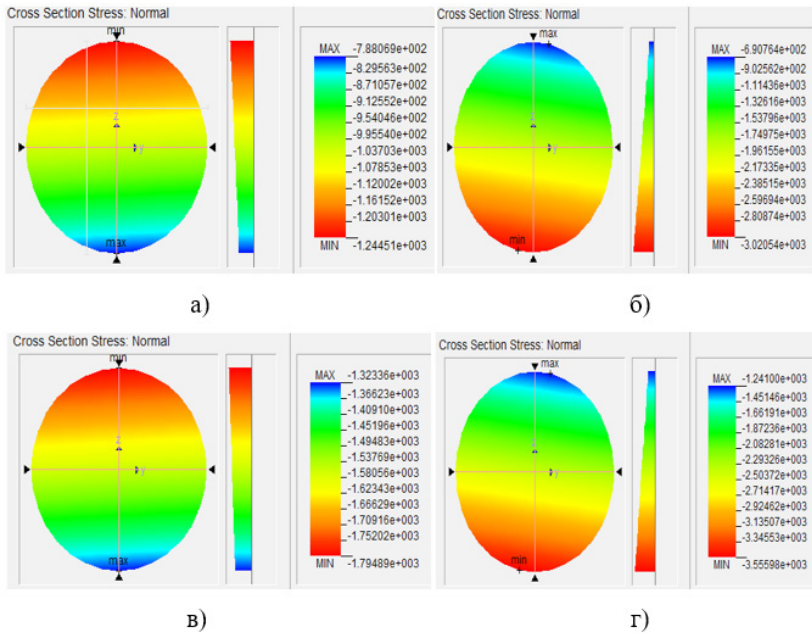 Cross Section Stress: Normal
min
z
y
max
MAX -7.88069e+002
-8.29563e+002
-8.71057e+002
-9.12552e+002
-9.54046e+002
-9.95540e+002
-1.03703e+003
-1.07853e+003
-1.12002e+003
-1.16152e+003
-1.20301e+003
MIN -1.24451e+003
а)
Cross Section Stress: Normal
max
z
y
min
MAX -6.90764e+002
-9.02562e+002
-1.11436e+003
-1.32616e+003
-1.53796e+003
-1.74975e+003
-1.96155e+003
-2.17335e+003
-2.38515e+003
-2.59694e+003
-2.80874e+003
MIN -3.02054e+003
б)
Cross Section Stress: Normal
min
z
y
max
MAX -1.32336e+003
-1.36623e+003
-1.40910e+003
-1.45196e+003
-1.49483e+003
-1.53769e+003
-1.58056e+003
-1.62343e+003
-1.66629e+003
-1.70916e+003
-1.75202e+003
MIN -1.79489e+003
в)
Cross Section Stress: Normal
max
z
y
min
MAX -1.24100e+003
-1.45146e+003
-1.66191e+003
-1.87236e+003
-2.08281e+003
-2.29326e+003
-2.50372e+003
-2.71417e+003
-2.92462e+003
-3.13507e+003
-3.34553e+003
MIN -3.55598e+003
г)